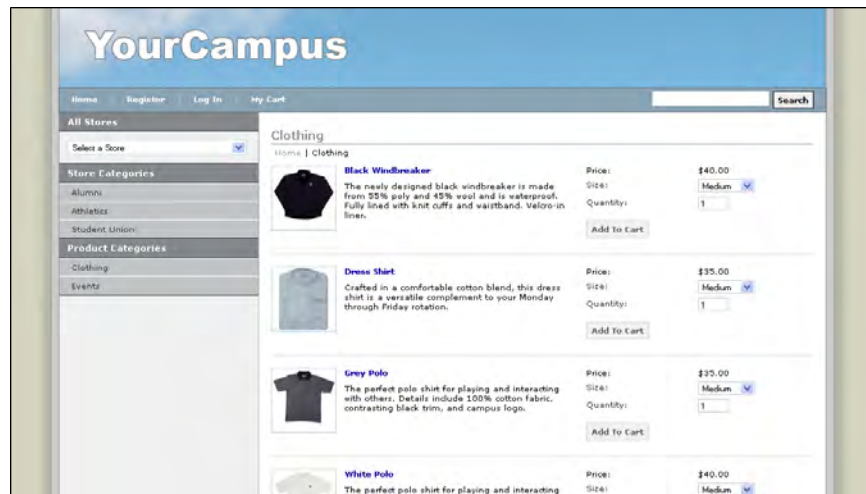 YourCampus
Home Register Log In My Cart Search
All Stores
Select a Store
Store Categories
Alumni
Athletics
Student Union
Product Categories
Clothing
Events
Clothing
Home | Clothing
Black Windbreaker
The newly designed black windbreaker is made
from 55% poly and 45% wool and is waterproof.
Fully lined with knit cuffs and waistband. Velcro-in
liner.
Price: $40.00
Size: Medium
Quantity: 1
Add To Cart
Dress Shirt
Crafted in a comfortable cotton blend, this dress
shirt is a versatile complement to your Monday
through Friday rotation.
Price: $35.00
Size: Medium
Quantity: 1
Add To Cart
Grey Polo
The perfect polo shirt for playing and interacting
with others. Details include 100% cotton fabric,
contrasting black trim, and campus logo.
Price: $35.00
Size: Medium
Quantity: 1
Add To Cart
White Polo
The perfect polo shirt for playing and interacting
Price: $40.00
Size: Medium